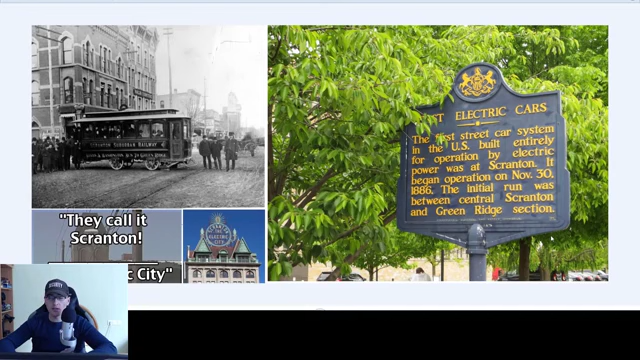 SCRANTON SUBURBAN RAILWAY
"They call it
Scranton!
c City"
ELECTRIC
CITY
T ELECTRIC CARS
The first street car system
in the U.S. built entirely
for operation by electric
power was at Scranton. It
began operation on Nov. 30,
1886. The initial run was
between central Scranton
and Green Ridge section.